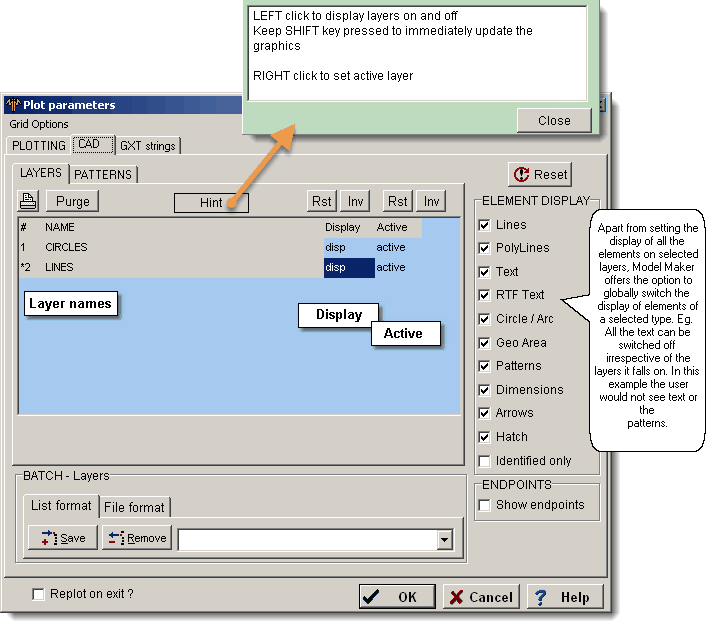 LEFT click to display layers on and off
Keep SHIFT key pressed to immediately update the
graphics
RIGHT click to set active layer
Close
Plot parameters
Grid Options
PLOTTING CAD GXT strings
LAYERS PATTERNS
Reset
Purge Hint Rst Inv Rst Inv
# NAME Display Active
1 CIRCLES disp active
*2 LINES disp active
Layer names
Display
Active
ELEMENT DISPLAY
Lines
PolyLines
Text
RTF Text
Circle / Arc
Geo Area
Patterns
Dimensions
Arrows
Hatch
Identified only
ENDPOINTS
Show endpoints
Apart from setting the
display of all the
elements on selected
layers, Model Maker
offers the option to
globally switch the
display of elements of
a selected type. Eg.
All the text can be
switched off
irrespective of the
layers it falls on. In this
example the user
would not see text or
the
patterns.
BATCH - Layers
List format File format
Save Remove
Replot on exit ?
OK Cancel ? Help